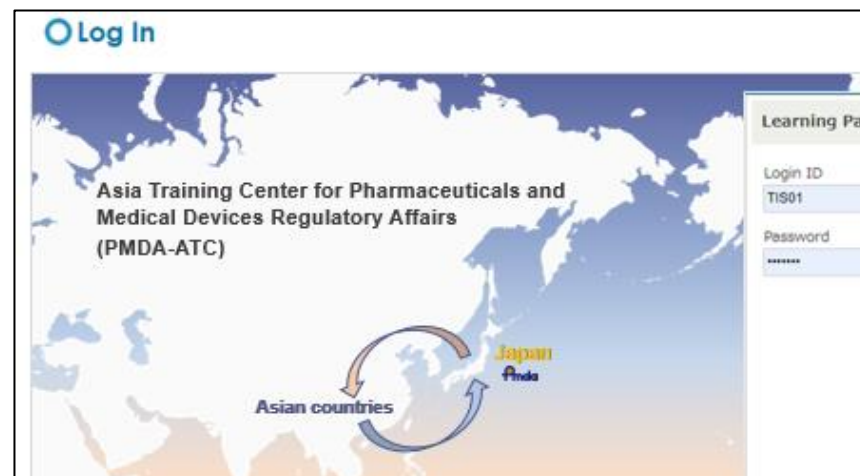 Log In
Asia Training Center for Pharmaceuticals and
Medical Devices Regulatory Affairs
(PMDA-ATC)
Learning Pa
Login ID
TIS01
Password
•••••••
Japan
Pmda
Asian countries